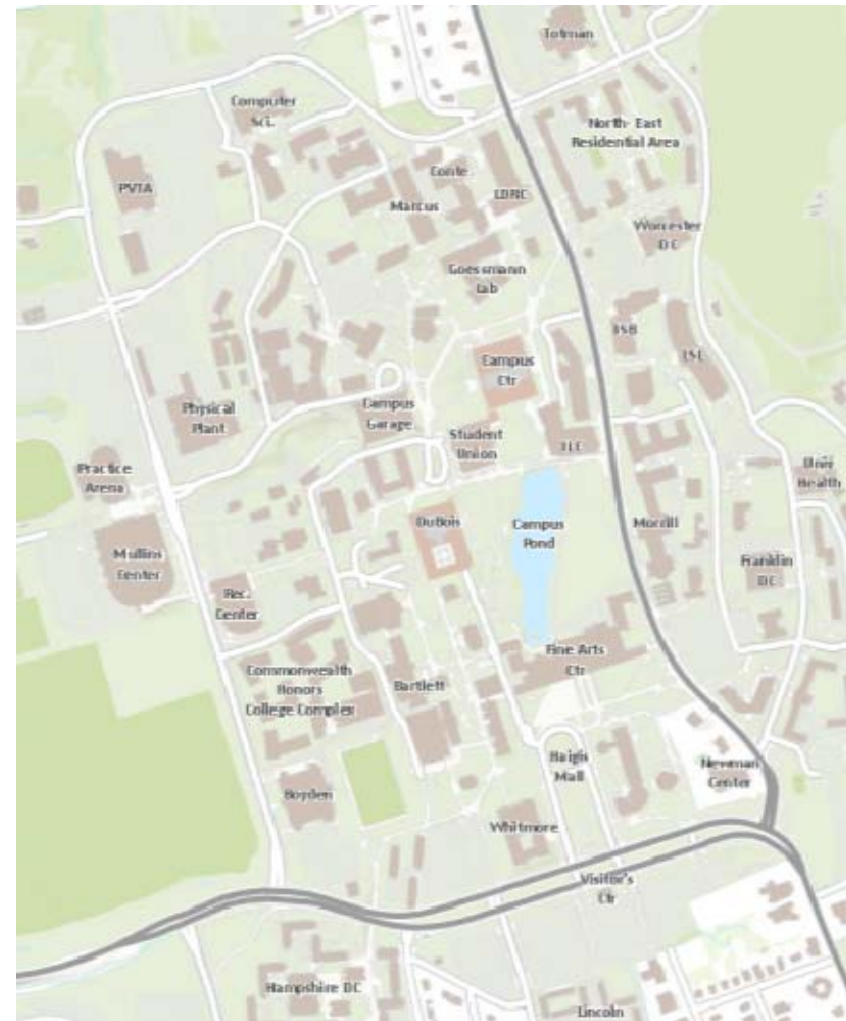 Totman
Computer
Sci.
North- East
Residential Area
PVTA
Conte
LGRC
Marcus
Worcester
DC
Goessmann
Lab
ISB
LSL
Campus
Ctr
Physical
Plant
Campus
Garage
Student
Union
ILC
Practice
Arena
Univ
Health
DuBois
Campus
Pond
Morrill
Mullins
Center
Franklin
DC
Rec.
Center
Fine Arts
Ctr
Commonwealth
Honors
College Complex
Bartlett
Haigis
Mall
Newman
Center
Boyden
Whitmore
Visitor's
Ctr
Hampshire DC
Lincoln